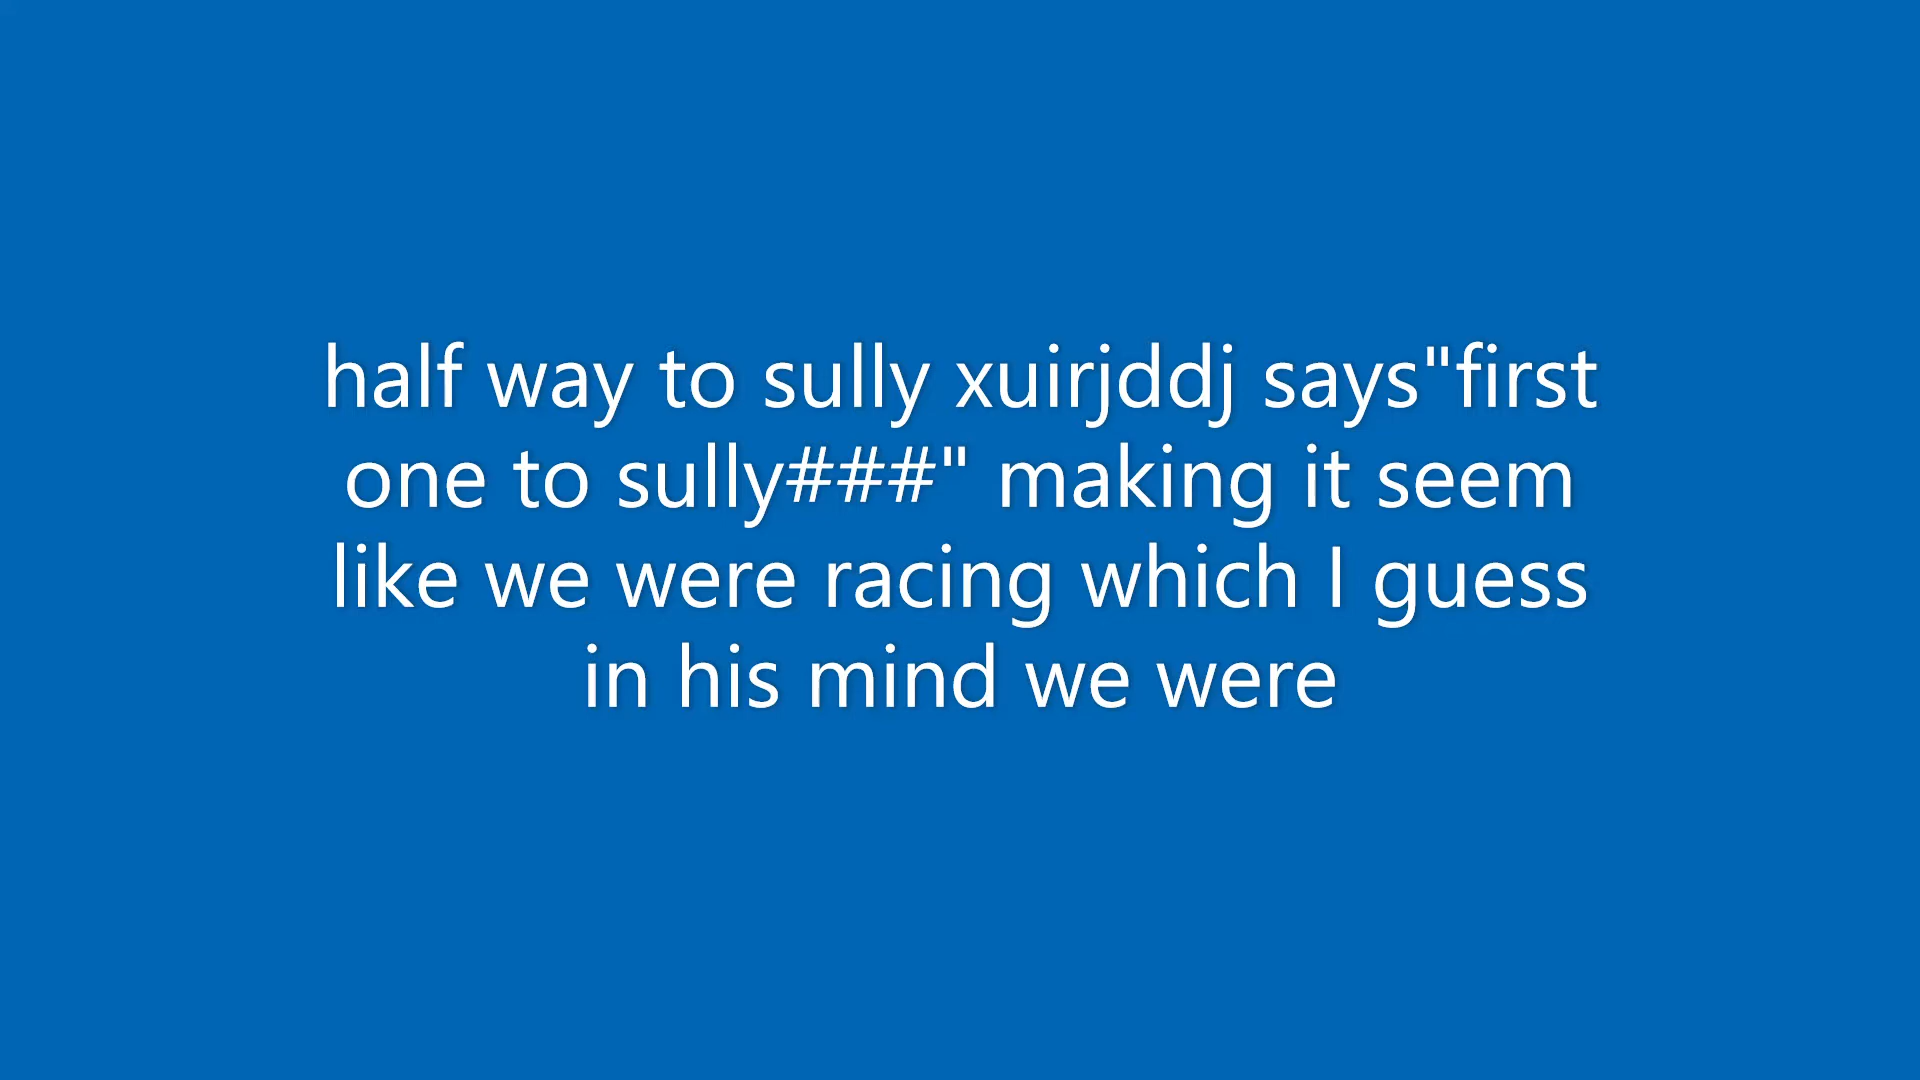 half way to sully xuirjddj says"first
one to sully###" making it seem
like we were racing which I guess
in his mind we were